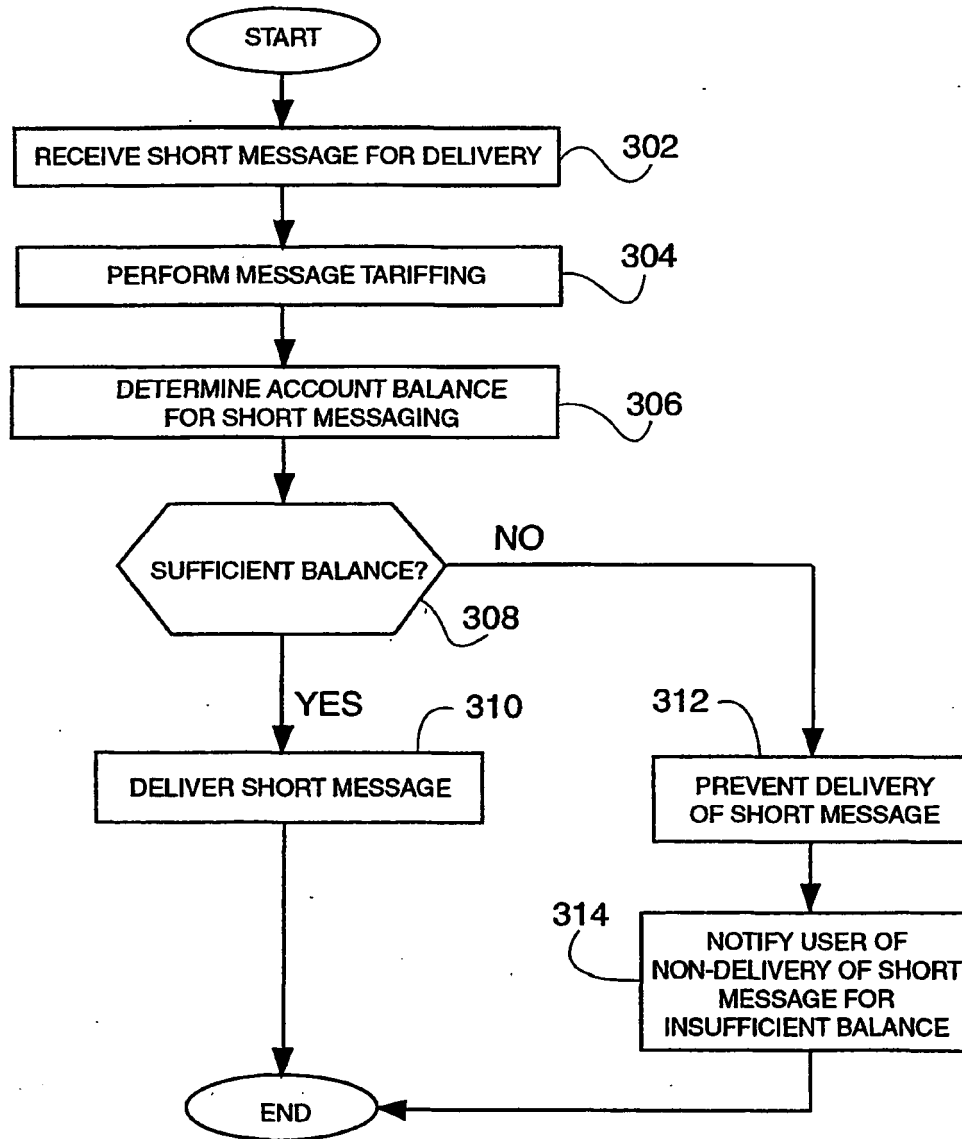 START
RECEIVE SHORT MESSAGE FOR DELIVERY
302
PERFORM MESSAGE TARIFFING
304
DETERMINE ACCOUNT BALANCE
FOR SHORT MESSAGING
306
SUFFICIENT BALANCE?
NO
308
YES
310
DELIVER SHORT MESSAGE
312
PREVENT DELIVERY
OF SHORT MESSAGE
314
NOTIFY USER OF
NON-DELIVERY OF SHORT
MESSAGE FOR
INSUFFICIENT BALANCE
END